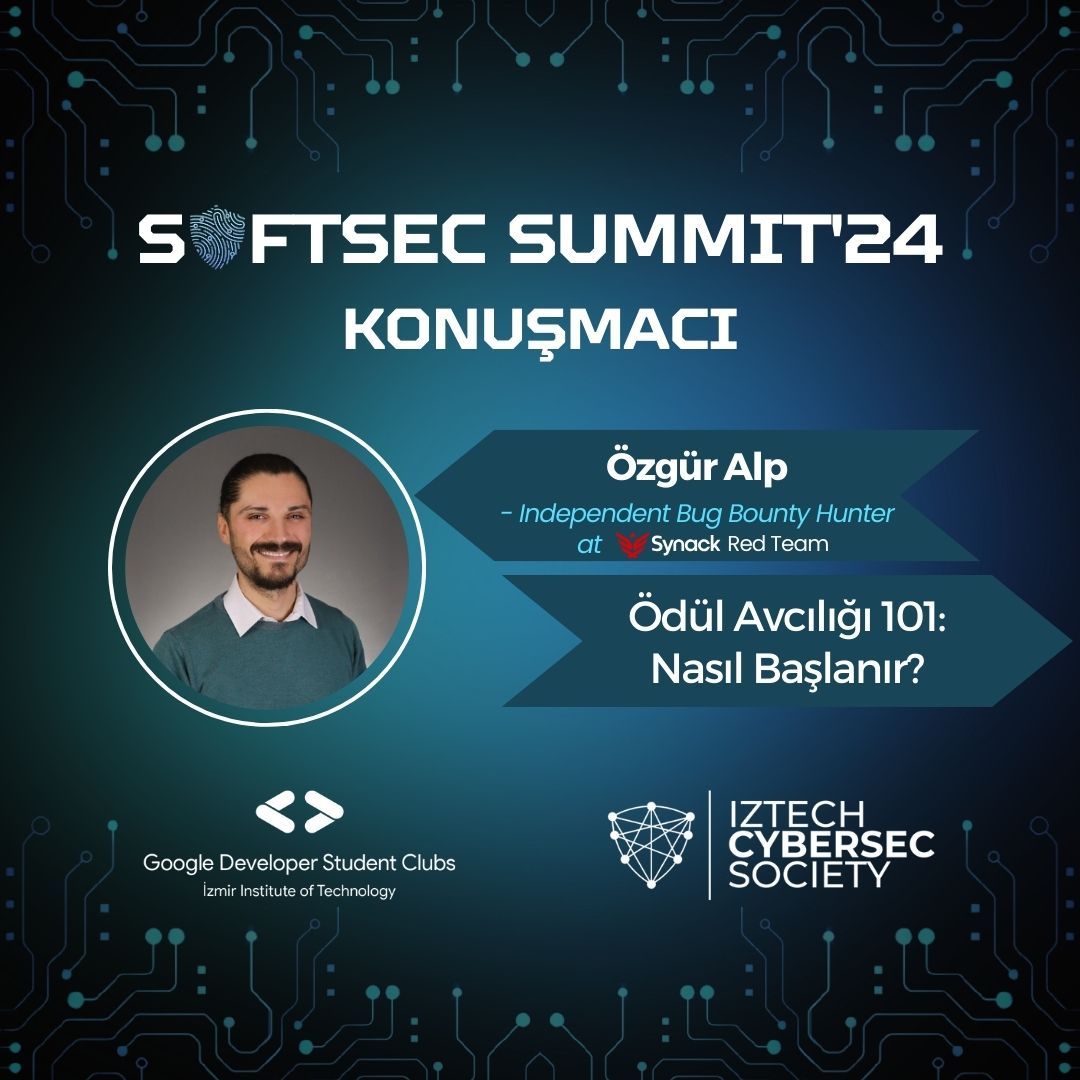 SOFTSEC SUMMIT'24
KONUŞMACI
Özgür Alp
- Independent Bug Bounty Hunter
at Synack Red Team
Ödül Avcılığı 101:
Nasıl Başlanır?
Google Developer Student Clubs
İzmir Institute of Technology
IZTECH
CYBERSEC
SOCIETY